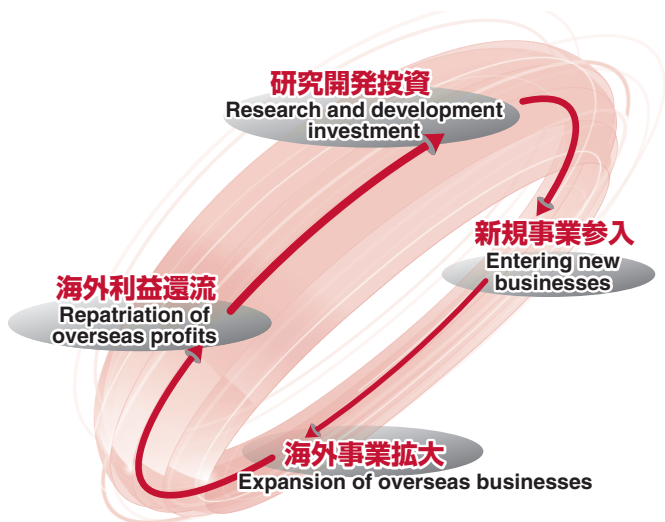 研究開発投資
Research and development
investment
新規事業参入
Entering new
businesses
海外利益還流
Repatriation of
overseas profits
海外事業拡大
Expansion of overseas businesses